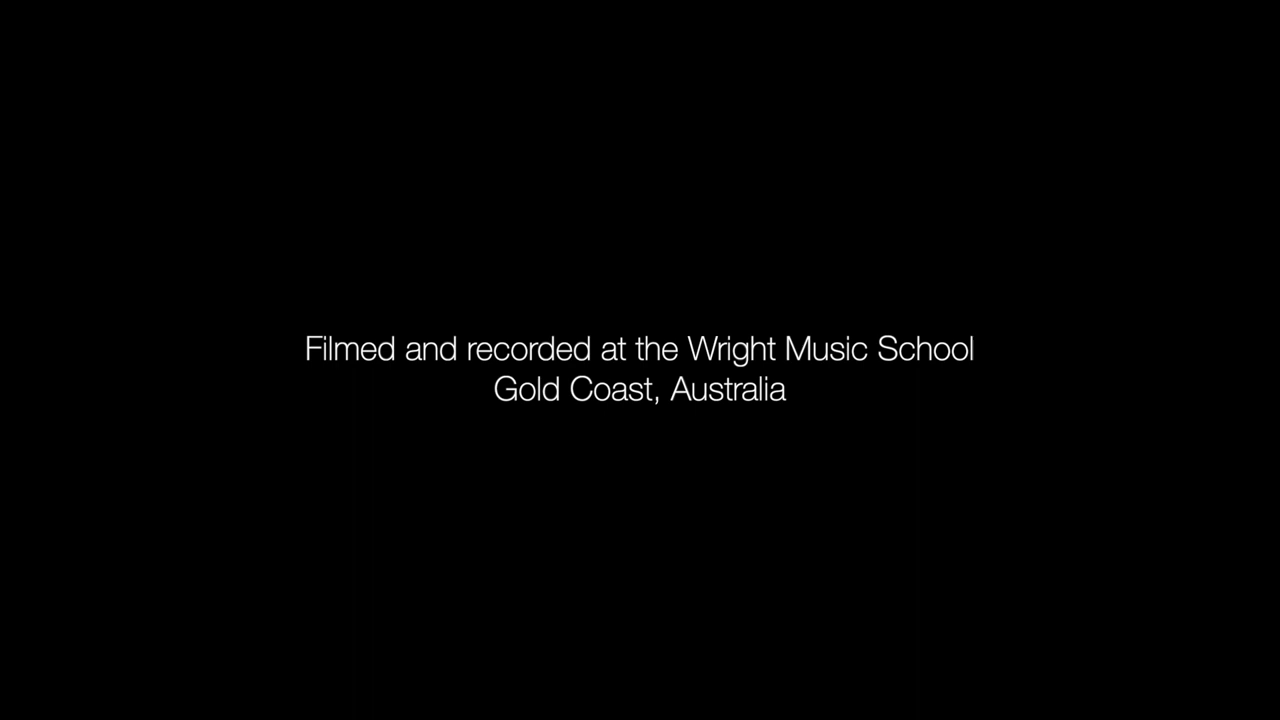 Filmed and recorded at the Wright Music School
Gold Coast, Australia